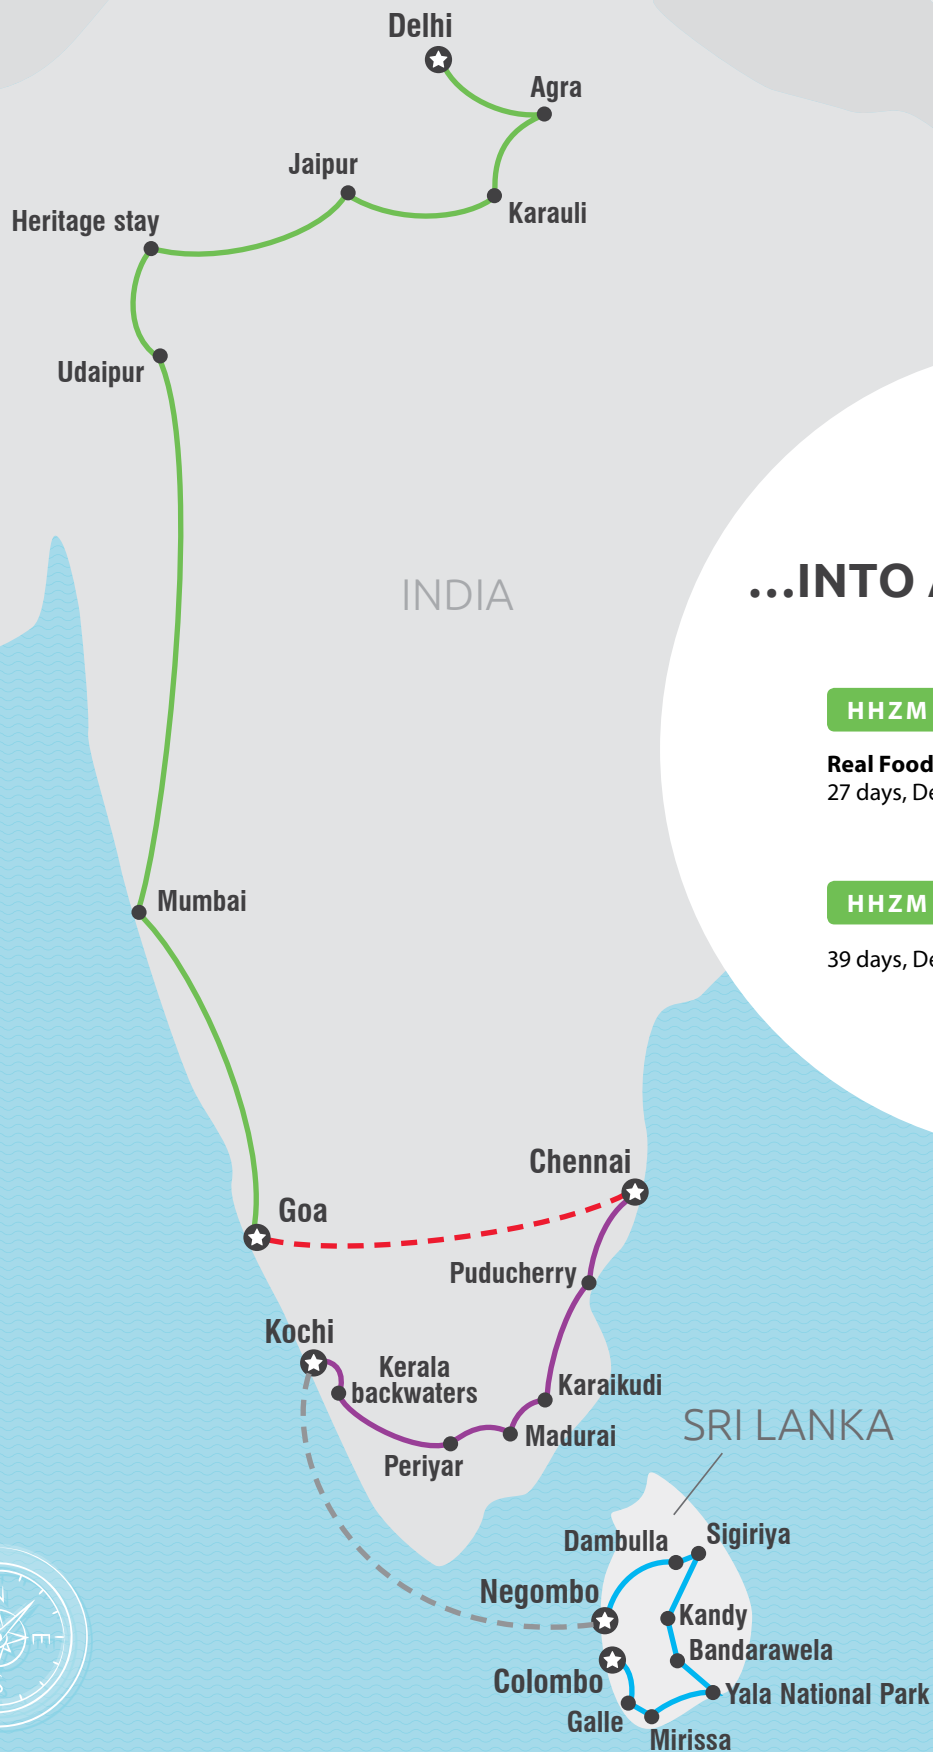 Delhi
Agra
Jaipur
Karauli
Heritage stay
Udaipur
INDIA
...INTO
HHZM
Real Food
27 days, De
HHZM
39 days, De
Mumbai
Chennai
Goa
Puducherry
Kochi
Kerala
backwaters
Karaikudi
Madurai
Periyar
SRI LANKA
Sigiriya
Dambulla
Negombo
Kandy
Bandarawela
Colombo
Yala National Park
Galle
Mirissa
E